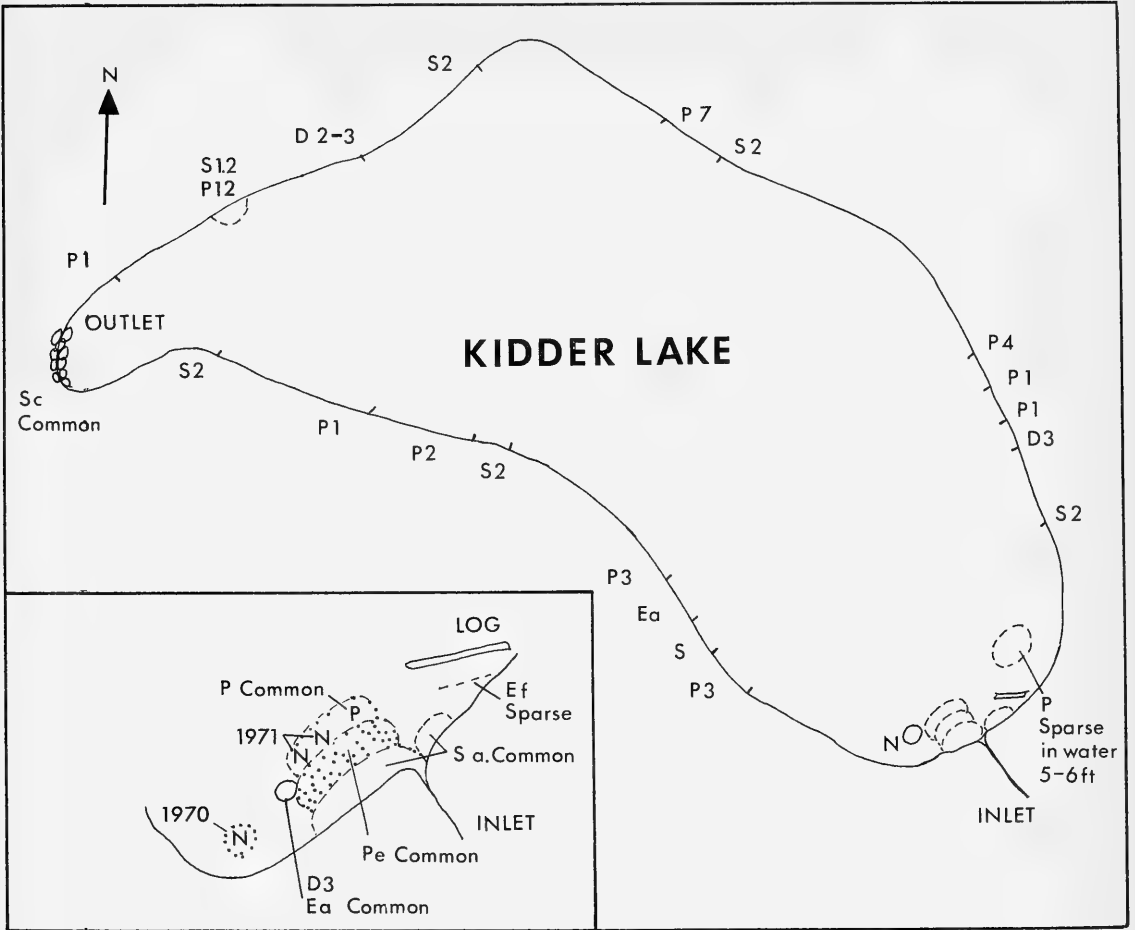 N
S2
P 7
S2
D 2-3
S1.2
P12
P1
OUTLET
Sc
Common
S2
KIDDER LAKE
P1
P2
S2
P4
P1
P1
D3
S2
P3
Ea
S
P3
N
P
Sparse
in water
5-6ft
INLET
LOG
Ef
Sparse
P Common
P
1971
N
N
S a. Common
1970
N
INLET
Pe Common
D3
Ea Common